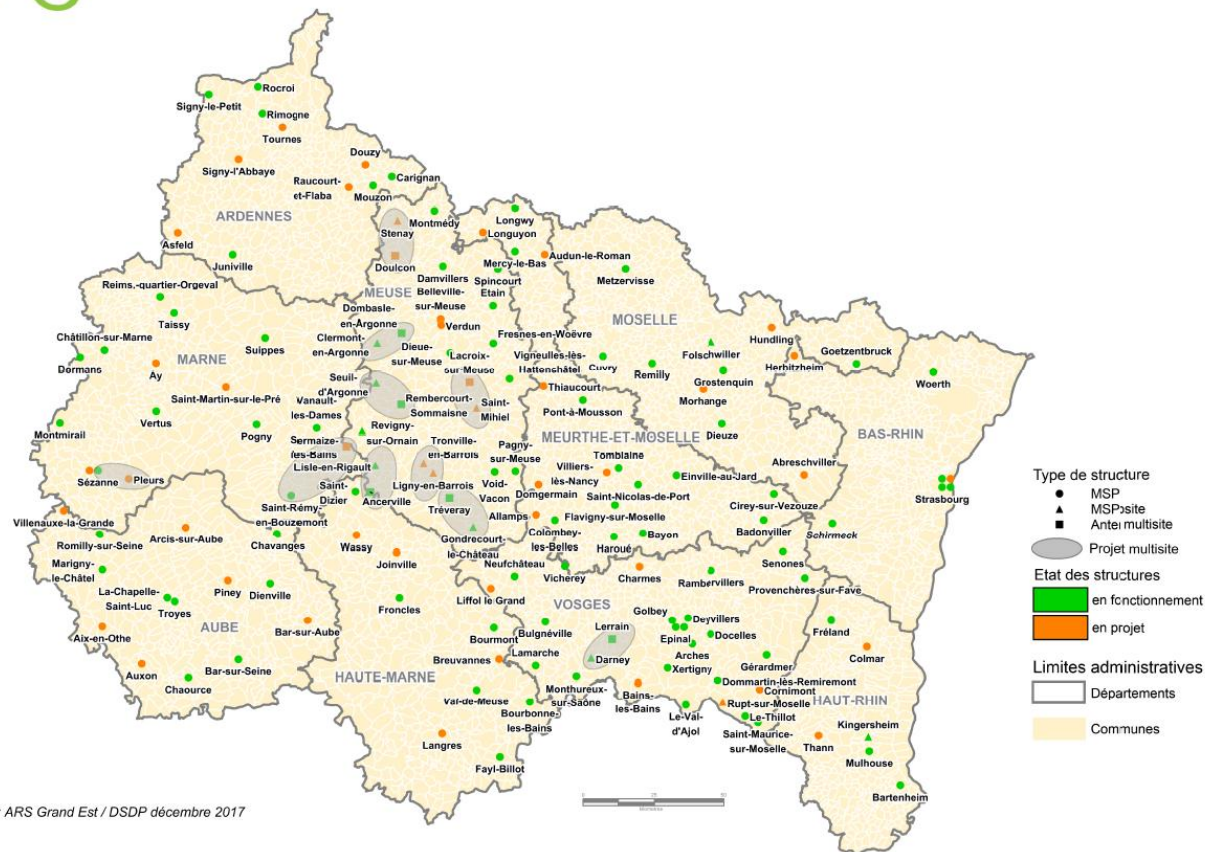 Rocroi
Signy-le-Petit
Rimogne
Tournes
Douzy
Signy-l'Abbaye
Carignan
Raucourt-
et-Flaba
Mouzon
ARDENNES
Montmédy
Longwy
Stenay
Longuyon
Asfeld
Mercy-le-Bas
Audun-le-Roman
Doulcon
Juniville
Metzervisse
Damvillers
Spincourt
Reims,-quartier-Orgeval
Belleville-
sur-Meuse
Etain
MEUSE
Dombasle-
en-Argonne
Taissy
MOSELLE
Verdun
Châtillon-sur-Marne
Clermont-
en-Argonne
Fresnes-en-Woëvre
Hundling
Suippes
Dieue-
sur-Meuse
Lacroix-
sur-Meuse
Vigneulles-lès-
Hattenchâtel
Folschwiller
Goetzentbruck
MARNE
Dormans
Cuvry
Herbitzheim
Ay
Remilly
Grostenquin
Woerth
Seuil-
d'Argonne
Thiaucourt
Saint-Martin-sur-le-Pré
Morhange
Rembercourt-
Sommaisne
Saint-
Mihiel
Pont-à-Mousson
Vanault-
les-Dames
Vertus
Revigny-
sur-Ornain
Dieuze
Montmirail
Pogny
Sermaize-
les-Bains
Tronville-
en-Barrois
Pagny-
sur-Meuse
MEURTHE-ET-MOSELLE
BAS-RHIN
Tomblaine
Lisle-en-Rigault
Villiers-
lès-Nancy
Abreschviller
Sézanne
Pleurs
Ligny-en-Barrois
Void-
Vacon
Einville-au-Jard
Saint-
Dizier
Domgermain
Strasbourg
Ancerville
Tréveray
Saint-Nicolas-de-Port
Cirey-sur-Vezouze
Saint-Rémy-
en-Bouzemont
Allamps
Flavigny-sur-Moselle
Villenauxe-la-Grande
Badonviller
Romilly-sur-Seine
Arcis-sur-Aube
Chavanges
Gondrecourt-
le-Château
Colombey-
les-Belles
Bayon
Haroué
Schirmeck
Wassy
Joinville
Neufchâteau
Senones
Marigny-
le-Châtel
Vicherey
Charmes
Rambervillers
Provenchères-sur-Fave
Piney
Dienville
La-Chapelle-
Saint-Luc
Liffol le Grand
Troyes
Froncles
VOSGES
Golbey
Deyvillers
Fréland
Aix-en-Othe
AUBE
Bar-sur-Aube
Bulgnéville
Lerrain
Epinal
Docelles
Bourmont
Colmar
Auxon
Bar-sur-Seine
Breuvannes
Lamarche
Darney
Arches
Xertigny
Gérardmer
Chaource
HAUTE-MARNE
Dommartin-lès-Remiremont
Cornimont
HAUT-RHIN
Val-de-Meuse
Monthureux-
sur-Saône
Bains-
les-Bains
Rupt-sur-Moselle
Bourbonne-
les-Bains
Le-Val-
d'Ajol
Le-Thillot
Kingersheim
Saint-Maurice-
sur-Moselle
Langres
Thann
Mulhouse
Fayl-Billot
Bartenheim
Type de structure
MSP
MSP>site
Ante multisite
Projet multisite
Etat des structures
en fonctionnement
en projet
Limites administratives
Départements
Communes
: ARS Grand Est / DSDP décembre 2017